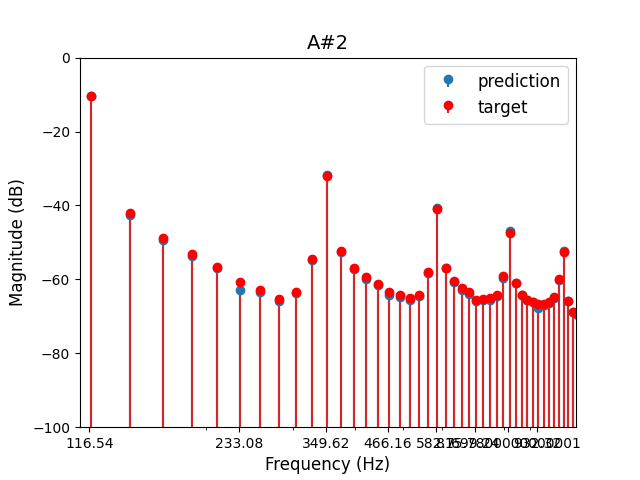 A#2
0
prediction
target
−20
−40
−60
−80
−100
Magnitude (dB)
116.54
233.08
349.62
466.16
Frequency (Hz)